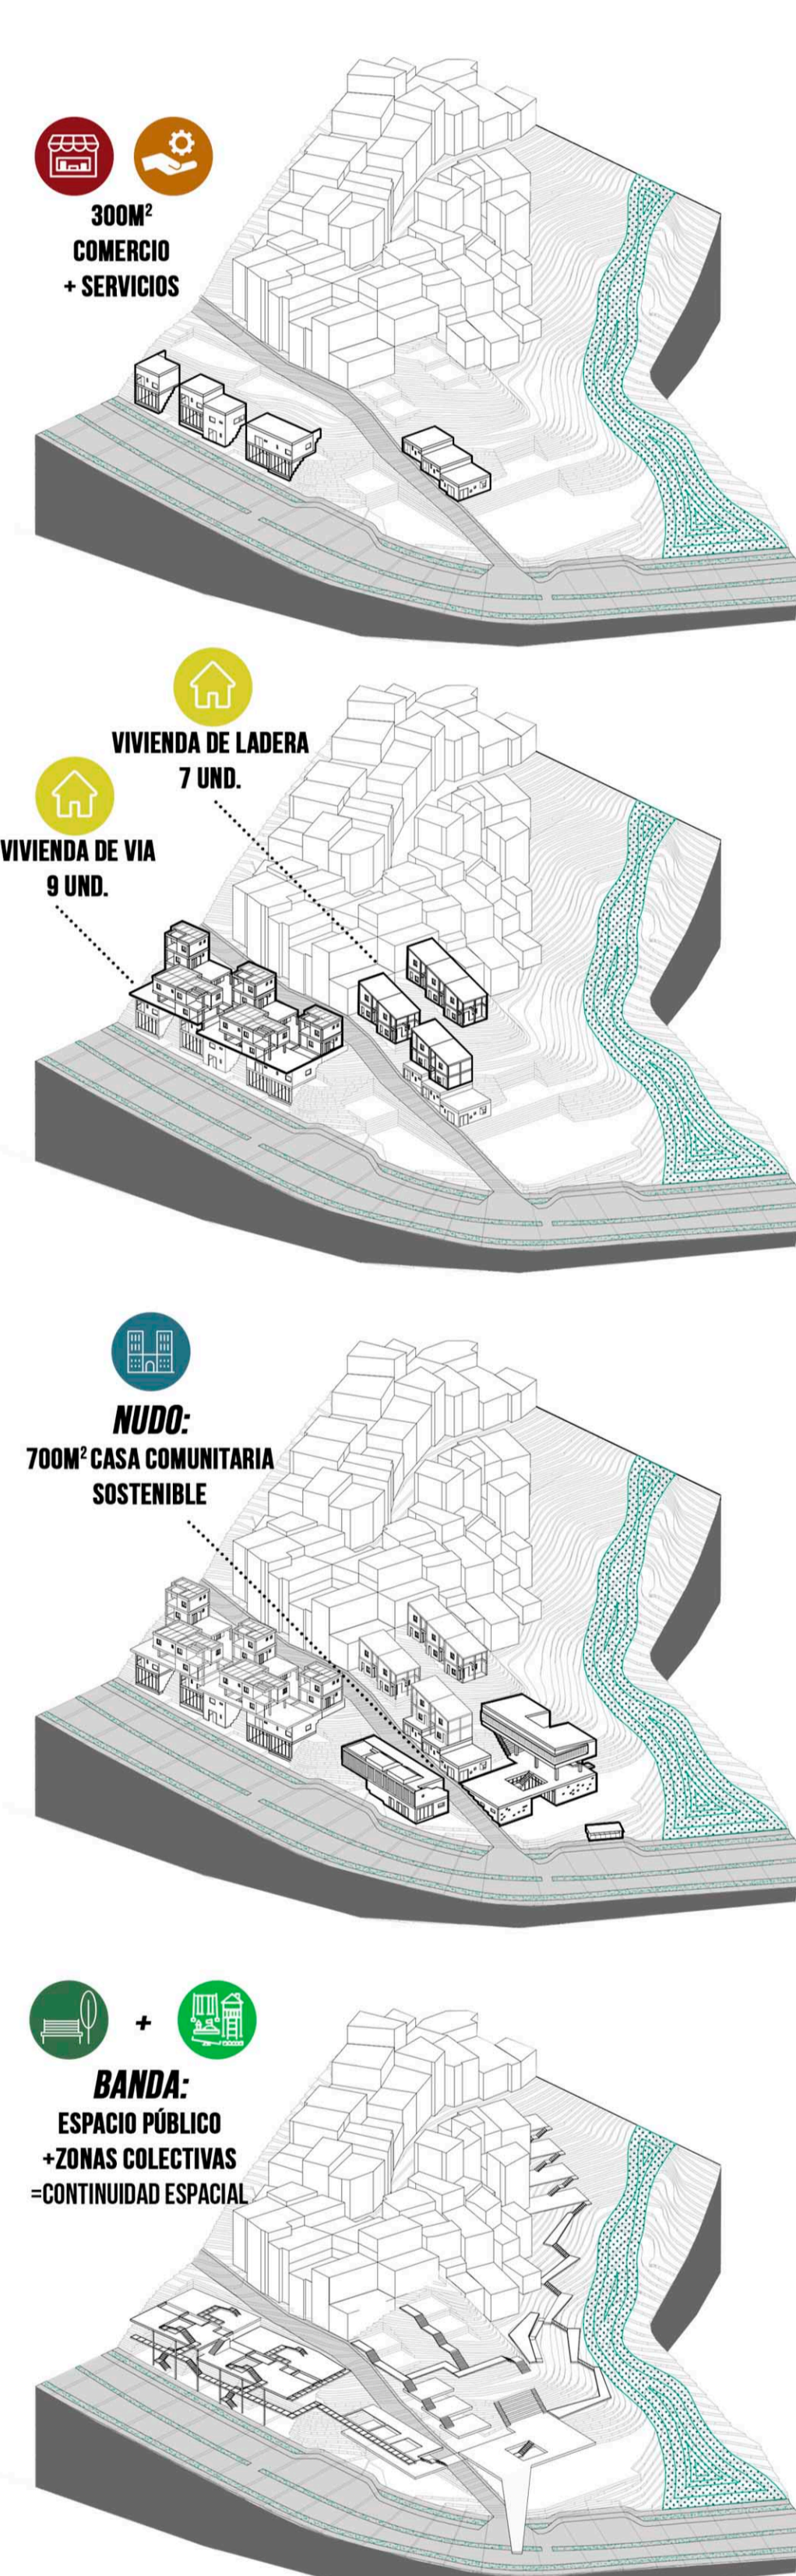 300M²
COMERCIO
+ SERVICIOS
VIVIENDA DE LADERA
7 UND.
VIVIENDA DE VIA
9 UND.
NUDO:
700M² CASA COMUNITARIA
SOSTENIBLE
+
BANDA:
ESPACIO PÚBLICO
+ZONAS COLECTIVAS
=CONTINUIDAD ESPACIAL